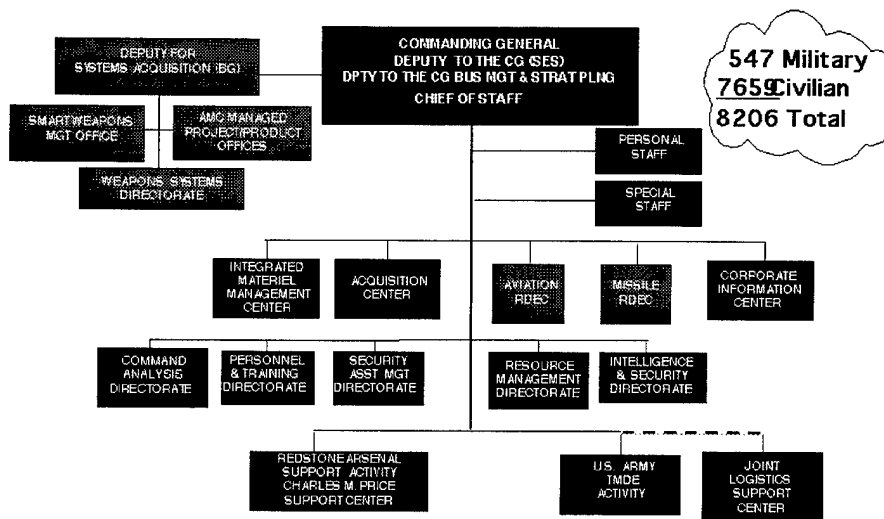 DEPUTY FOR
SYSTEMS ACQUISITION (BG)
COMMANDING GENERAL
DEPUTY TO THE CG (SES)
DPTY TO THE CG BUS MGT & STRAT PLNG
CHIEF OF STAFF
547 Military
7659 Civilian
8206 Total
SMART WEAPONS
MGT OFFICE
AMC MANAGED
PROJECT/PRODUCT
OFFICES
WEAPONS SYSTEMS
DIRECTORATE
PERSONAL
STAFF
SPECIAL
STAFF
INTEGRATED
MATERIEL
MANAGEMENT
CENTER
ACQUISITION
CENTER
AVIATION
RDEC
MISSILE
RDEC
CORPORATE
INFORMATION
CENTER
COMMAND
ANALYSIS
DIRECTORATE
PERSONNEL
& TRAINING
DIRECTORATE
SECURITY
ASST MGT
DIRECTORATE
RESOURCE
MANAGEMENT
DIRECTORATE
INTELLIGENCE
& SECURITY
DIRECTORATE
REDSTONE ARSENAL
SUPPORT ACTIVITY
CHARLES M. PRICE
SUPPORT CENTER
U.S. ARMY
TMDE
ACTIVITY
JOINT
LOGISTICS
SUPPORT
CENTER